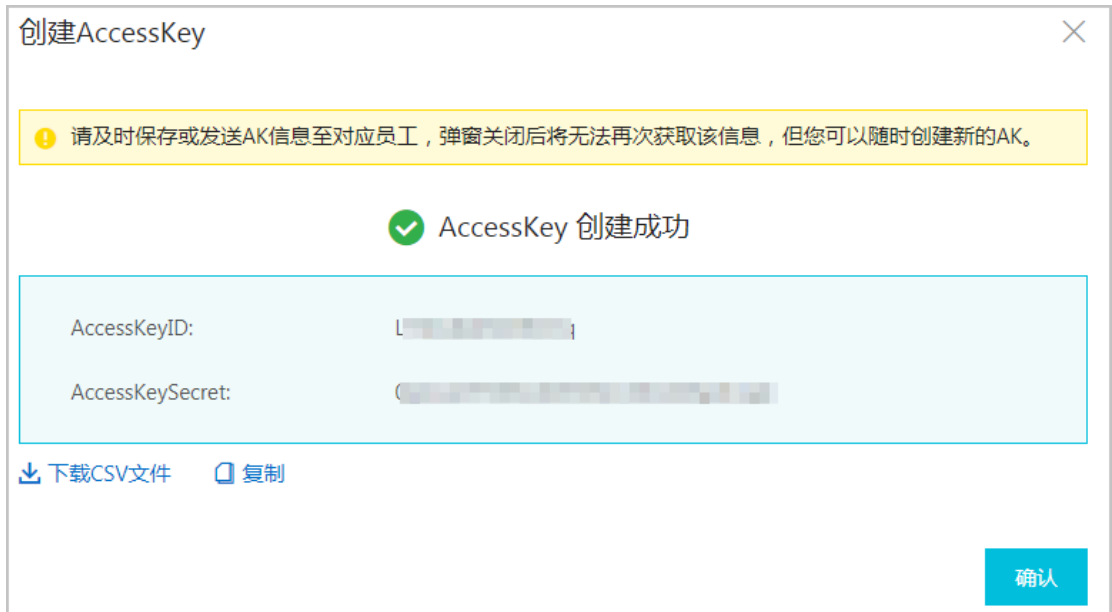 创建AccessKey
请及时保存或发送AK信息至对应员工，弹窗关闭后将无法再次获取该信息，但您可以随时创建新的AK。
AccessKey 创建成功
AccessKeyID:
AccessKeySecret:
下载CSV文件 复制
确认